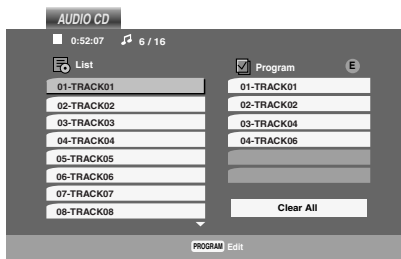 AUDIO CD
0:52:07 6 / 16
List
01-TRACK01
02-TRACK02
03-TRACK03
04-TRACK04
05-TRACK05
06-TRACK06
07-TRACK07
08-TRACK08
Program E
01-TRACK01
02-TRACK02
03-TRACK04
04-TRACK06
Clear All
PROGRAM Edit